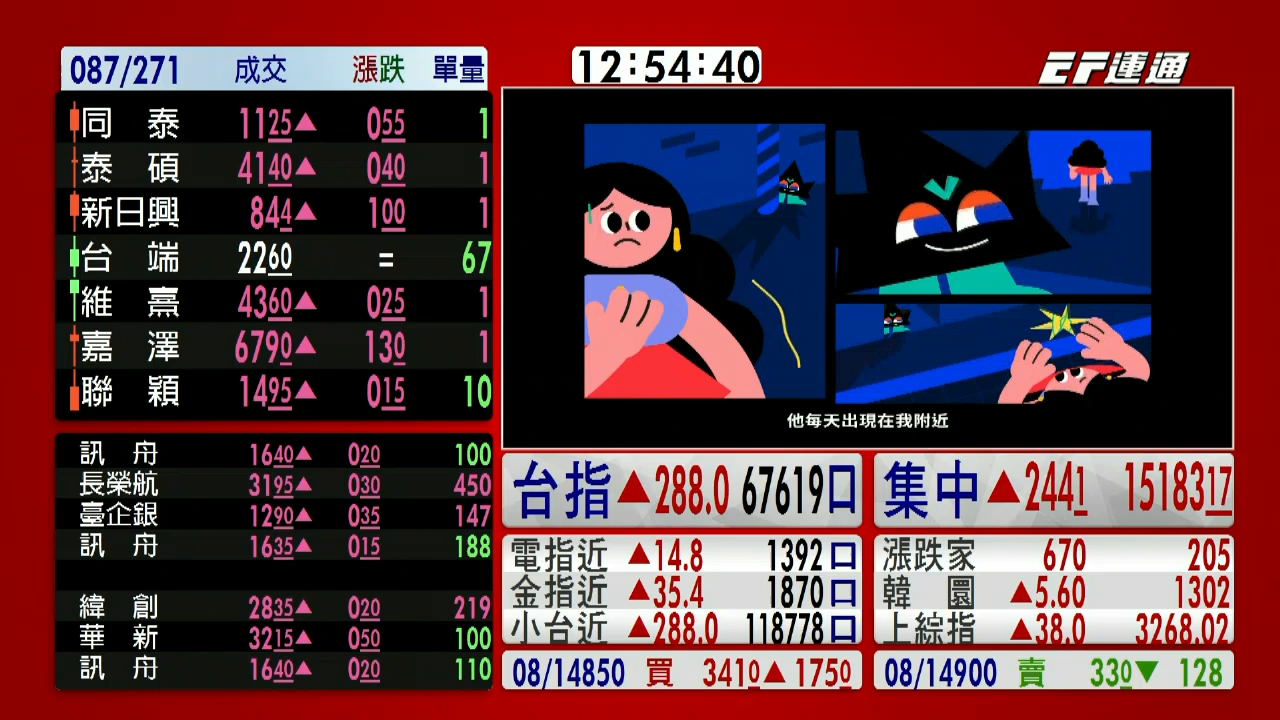 087/271 成交 漲跌 單量
同泰 1125▲ 055 1
泰碩 4140▲ 040 1
新日興 844▲ 100 1
台端 2260 = 67
維熹 4360▲ 025 1
嘉澤 6790▲ 130 1
聯穎 1495▲ 015 10
訊舟 1640▲ 020 100
長榮航 3195▲ 030 450
臺企銀 1290▲ 035 147
訊舟 1635▲ 015 188
緯創 2835▲ 020 219
華新 3215▲ 050 100
訊舟 1640▲ 020 110
12:54:40
EF運通
他每天出現在我附近
台指▲288.0 67619口
電指近 ▲14.8 1392口
金指近 ▲35.4 1870口
小台近 ▲288.0 118778口
08/14850 買 3410▲1750
集中▲2441 1518317
漲跌家 670 205
韓圜 ▲5.60 1302
上綜指 ▲38.0 3268.02
08/14900 賣 330▼ 128